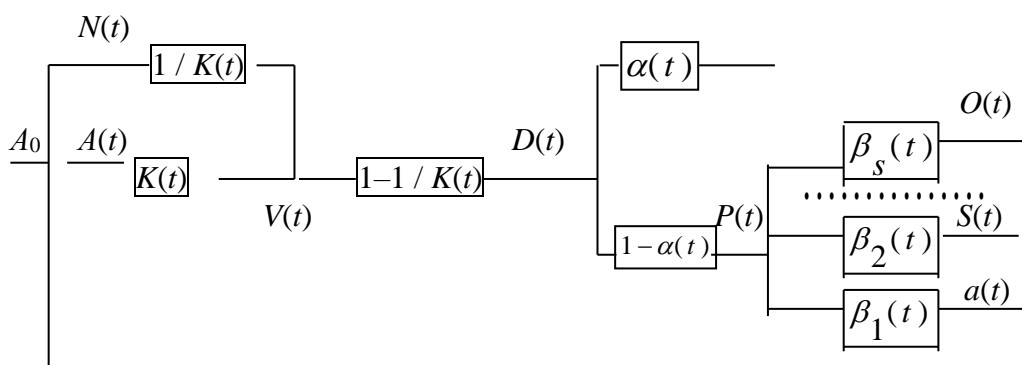 N(t)
1 / K(t)
α(t)
A₀
A(t)
K(t)
V(t)
1–1 / K(t)
D(t)
1 – α(t)
P(t)
βₛ(t)
O(t)
β₂(t)
S(t)
β₁(t)
a(t)